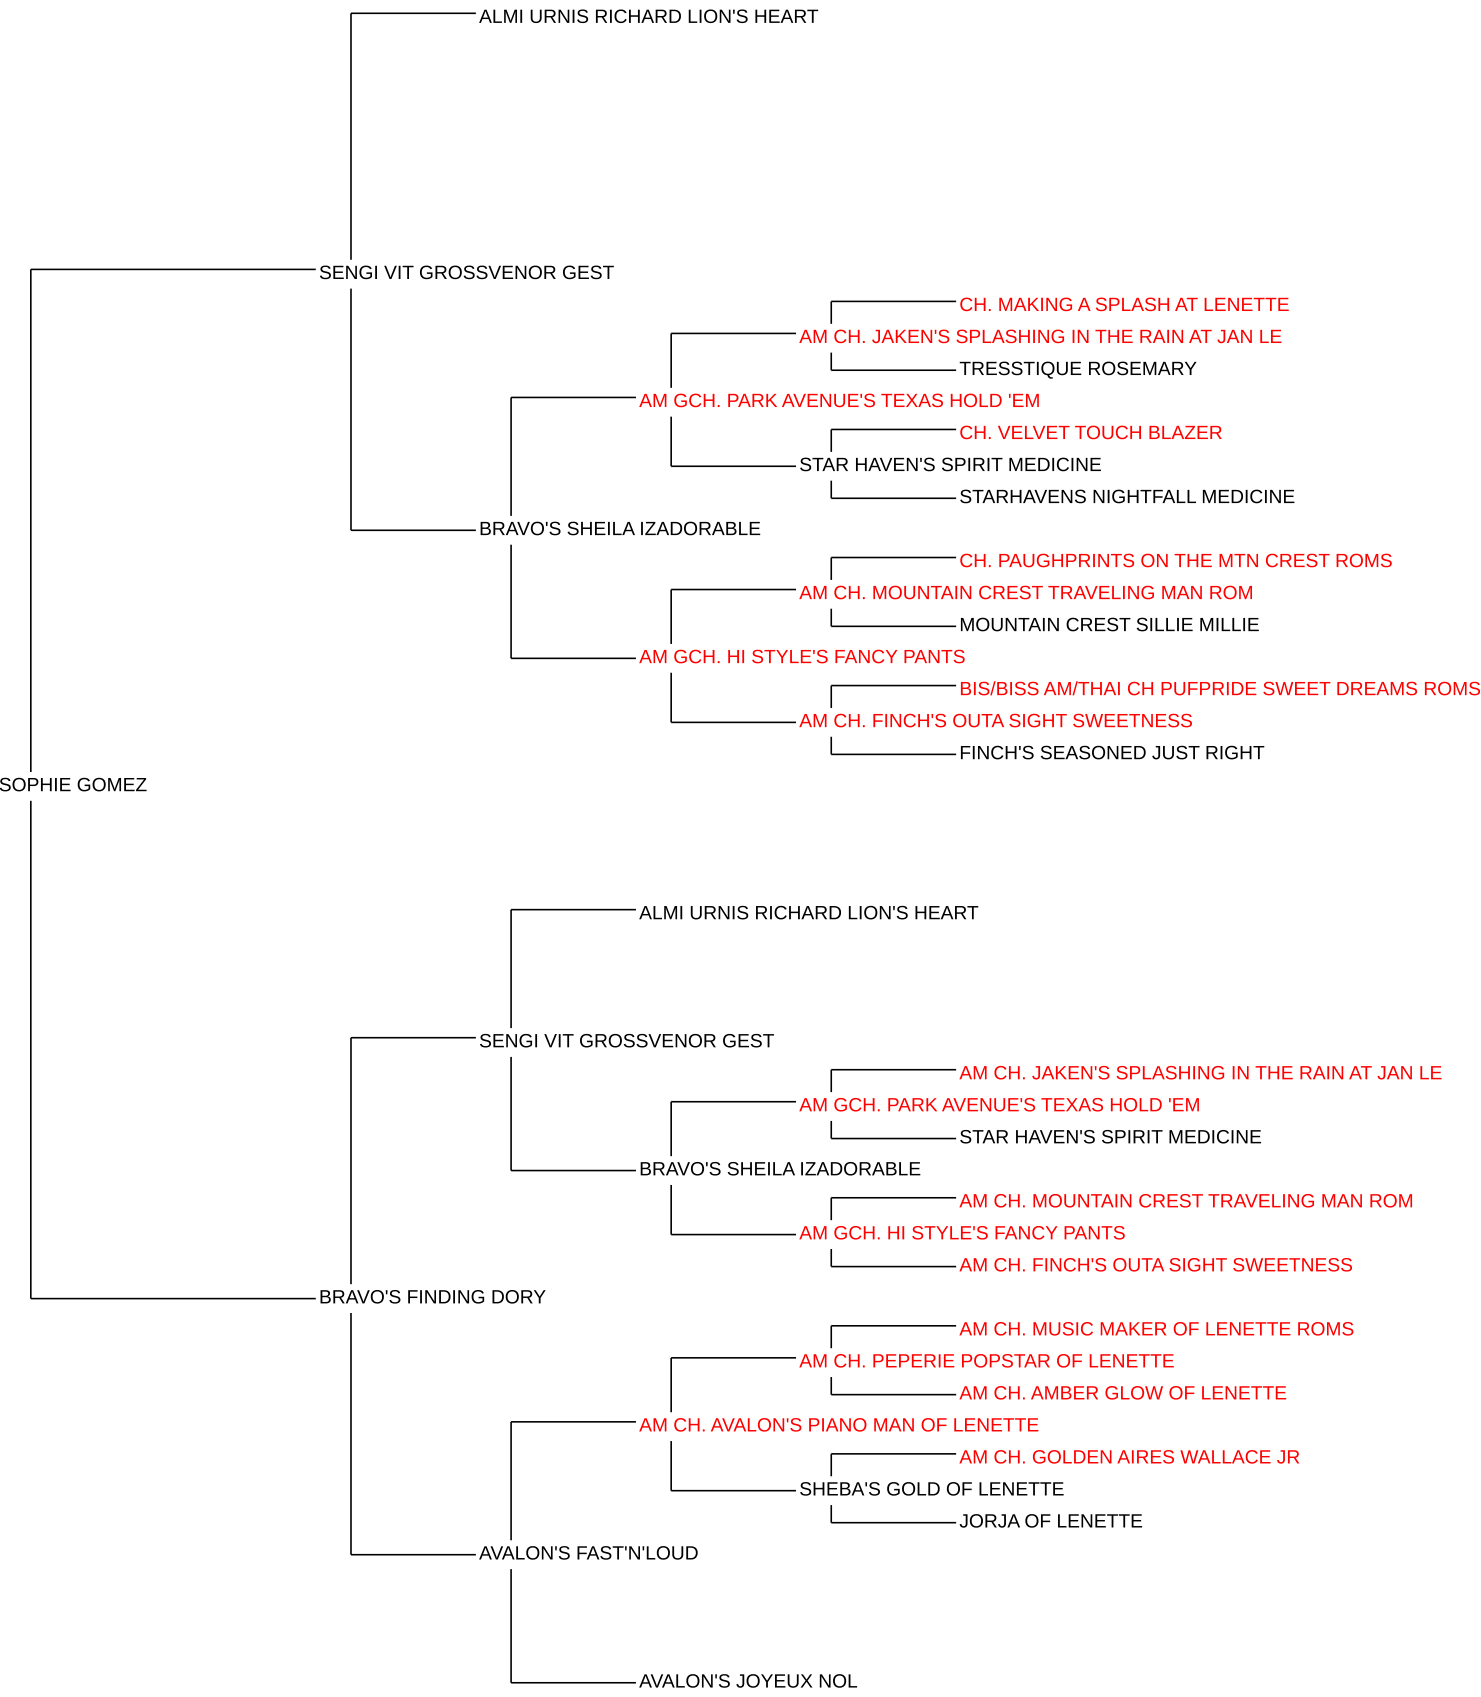 ALMI URNIS RICHARD LION'S HEART
SENGI VIT GROSSVENOR GEST
CH. MAKING A SPLASH AT LENETTE
AM CH. JAKEN'S SPLASHING IN THE RAIN AT JAN LE
TRESSTIQUE ROSEMARY
AM GCH. PARK AVENUE'S TEXAS HOLD 'EM
CH. VELVET TOUCH BLAZER
STAR HAVEN'S SPIRIT MEDICINE
STARHAVENS NIGHTFALL MEDICINE
BRAVO'S SHEILA IZADORABLE
CH. PAUGHPRINTS ON THE MTN CREST ROMS
AM CH. MOUNTAIN CREST TRAVELING MAN ROM
MOUNTAIN CREST SILLIE MILLIE
AM GCH. HI STYLE'S FANCY PANTS
BIS/BISS AM/THAI CH PUFPRIDE SWEET DREAMS ROMS
AM CH. FINCH'S OUTA SIGHT SWEETNESS
FINCH'S SEASONED JUST RIGHT
SOPHIE GOMEZ
ALMI URNIS RICHARD LION'S HEART
SENGI VIT GROSSVENOR GEST
AM CH. JAKEN'S SPLASHING IN THE RAIN AT JAN LE
AM GCH. PARK AVENUE'S TEXAS HOLD 'EM
STAR HAVEN'S SPIRIT MEDICINE
BRAVO'S SHEILA IZADORABLE
AM CH. MOUNTAIN CREST TRAVELING MAN ROM
AM GCH. HI STYLE'S FANCY PANTS
AM CH. FINCH'S OUTA SIGHT SWEETNESS
BRAVO'S FINDING DORY
AM CH. MUSIC MAKER OF LENETTE ROMS
AM CH. PEPERIE POPSTAR OF LENETTE
AM CH. AMBER GLOW OF LENETTE
AM CH. AVALON'S PIANO MAN OF LENETTE
AM CH. GOLDEN AIRES WALLACE JR
SHEBA'S GOLD OF LENETTE
JORJA OF LENETTE
AVALON'S FAST'N'LOUD
AVALON'S JOYEUX NOL